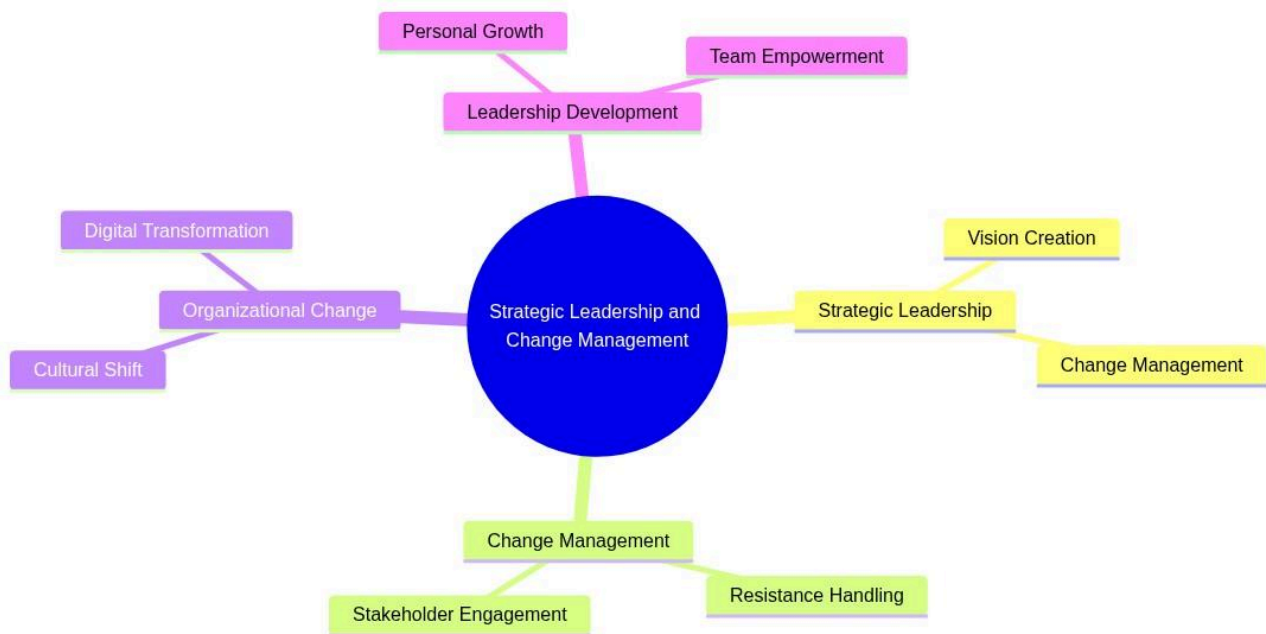 Personal Growth
Team Empowerment
Leadership Development
Digital Transformation
Organizational Change
Cultural Shift
Strategic Leadership and
Change Management
Vision Creation
Strategic Leadership
Change Management
Change Management
Stakeholder Engagement
Resistance Handling